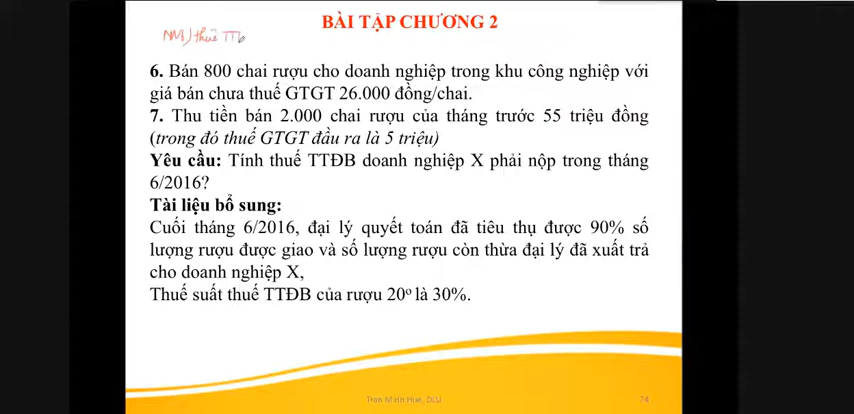 BÀI TẬP CHƯƠNG 2
NM) thuế TTĐ
6. Bán 800 chai rượu cho doanh nghiệp trong khu công nghiệp với
giá bán chưa thuế GTGT 26.000 đồng/chai.
7. Thu tiền bán 2.000 chai rượu của tháng trước 55 triệu đồng
(trong đó thuế GTGT đầu ra là 5 triệu)
Yêu cầu: Tính thuế TTĐB doanh nghiệp X phải nộp trong tháng
6/2016?
Tài liệu bổ sung:
Cuối tháng 6/2016, đại lý quyết toán đã tiêu thụ được 90% số
lượng rượu được giao và số lượng rượu còn thừa đại lý đã xuất trả
cho doanh nghiệp X,
Thuế suất thuế TTĐB của rượu 20º là 30%.
Tran Minh Hue, DLU
74